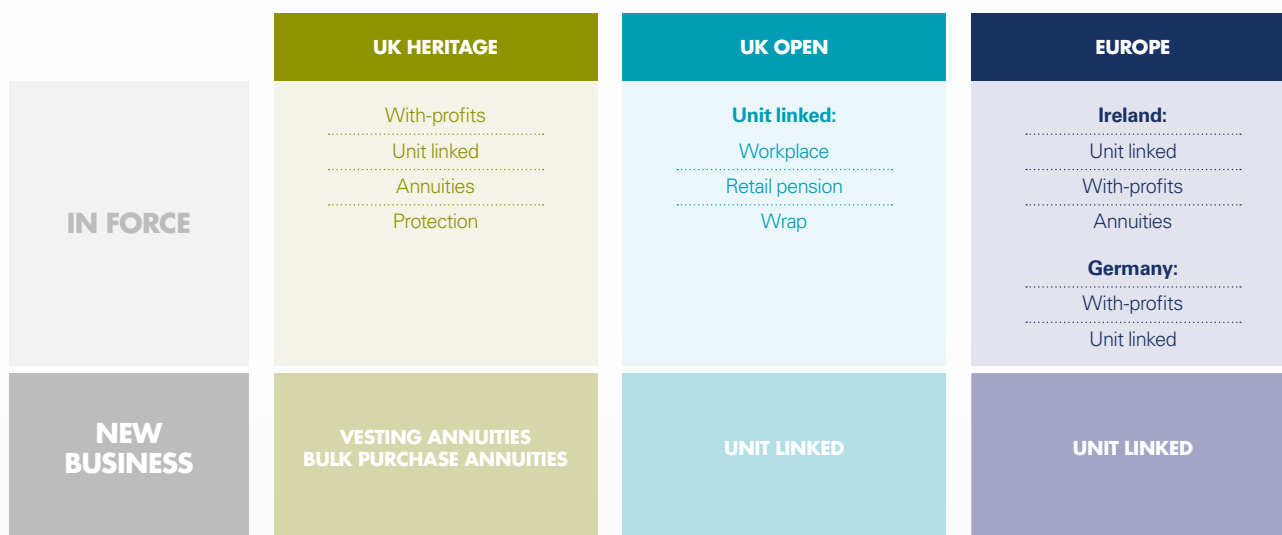 UK HERITAGE
UK OPEN
EUROPE
IN FORCE
With-profits
Unit linked
Annuities
Protection
Unit linked:
Workplace
Retail pension
Wrap
Ireland:
Unit linked
With-profits
Annuities
Germany:
With-profits
Unit linked
NEW
BUSINESS
VESTING ANNUITIES
BULK PURCHASE ANNUITIES
UNIT LINKED
UNIT LINKED